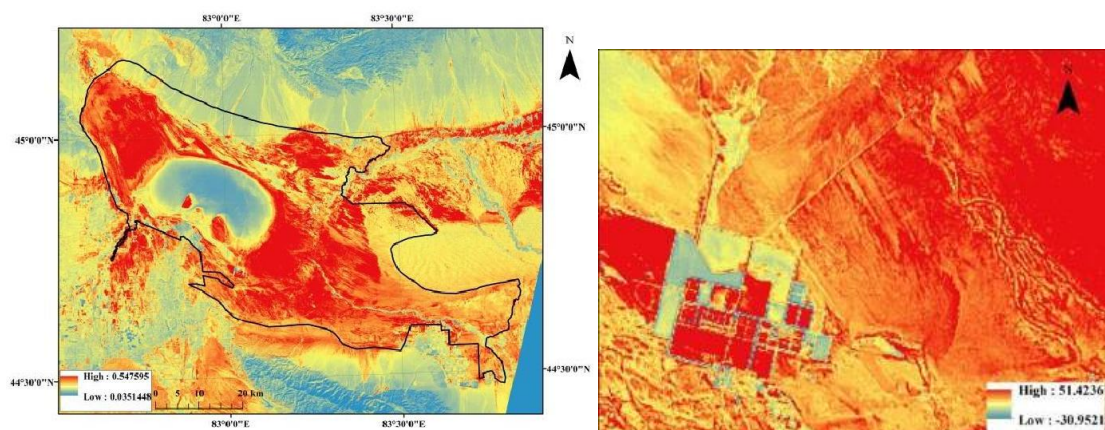 83°0'0"E 83°30'0"E
N
45°0'0"N 45°0'0"N
44°30'0"N 44°30'0"N
High : 0.547595
Low : 0.0351448
0 5 10 20 km
83°0'0"E 83°30'0"E
N
High : 51.4236
Low : -30.9521